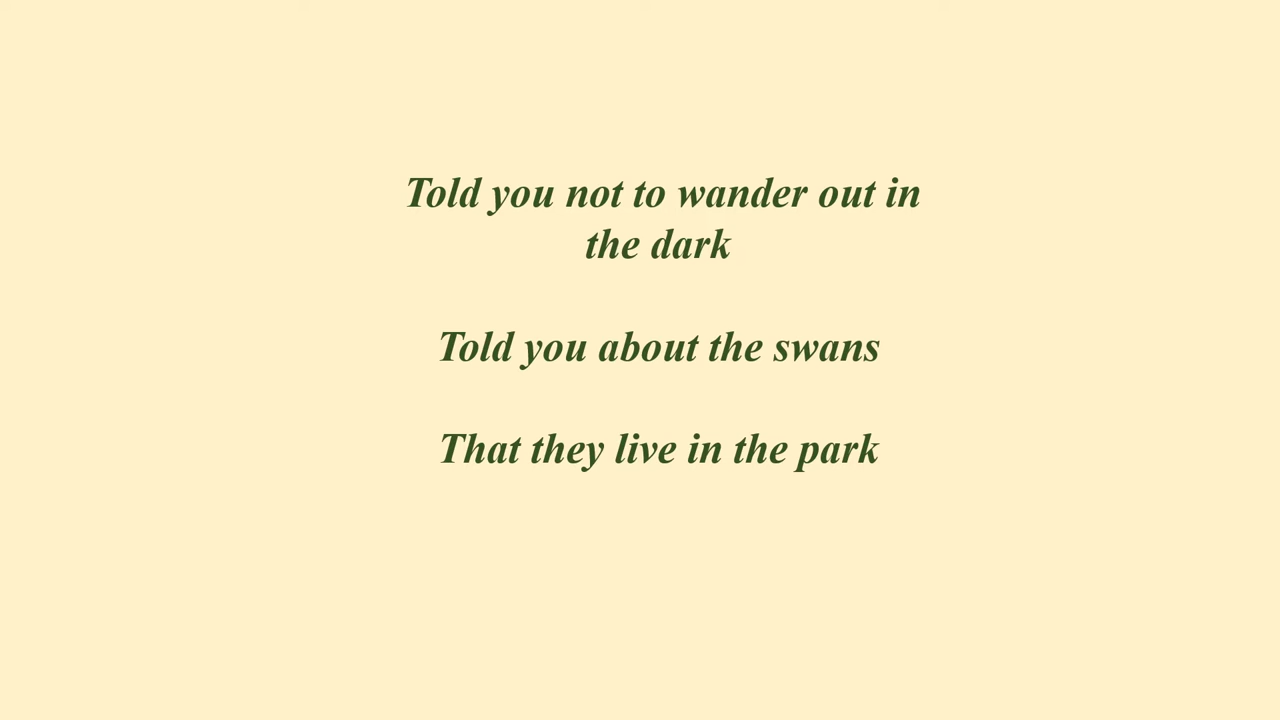 Told you not to wander out in
the dark
Told you about the swans
That they live in the park